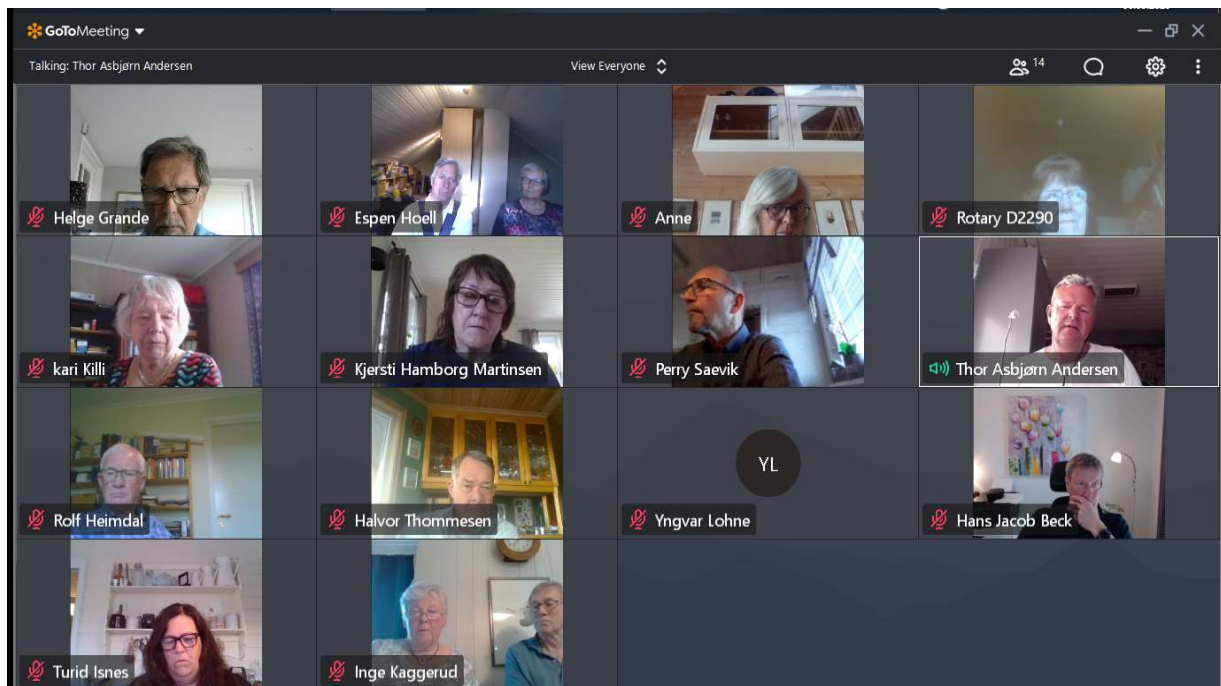 GoToMeeting
Talking: Thor Asbjørn Andersen
View Everyone
14
Helge Grande
Espen Hoell
Anne
Rotary D2290
kari Killi
Kjersti Hamborg Martinsen
Perry Saevik
Thor Asbjørn Andersen
Rolf Heimdal
Halvor Thommesen
YL
Yngvar Lohne
Hans Jacob Beck
Turid Isnes
Inge Kaggerud